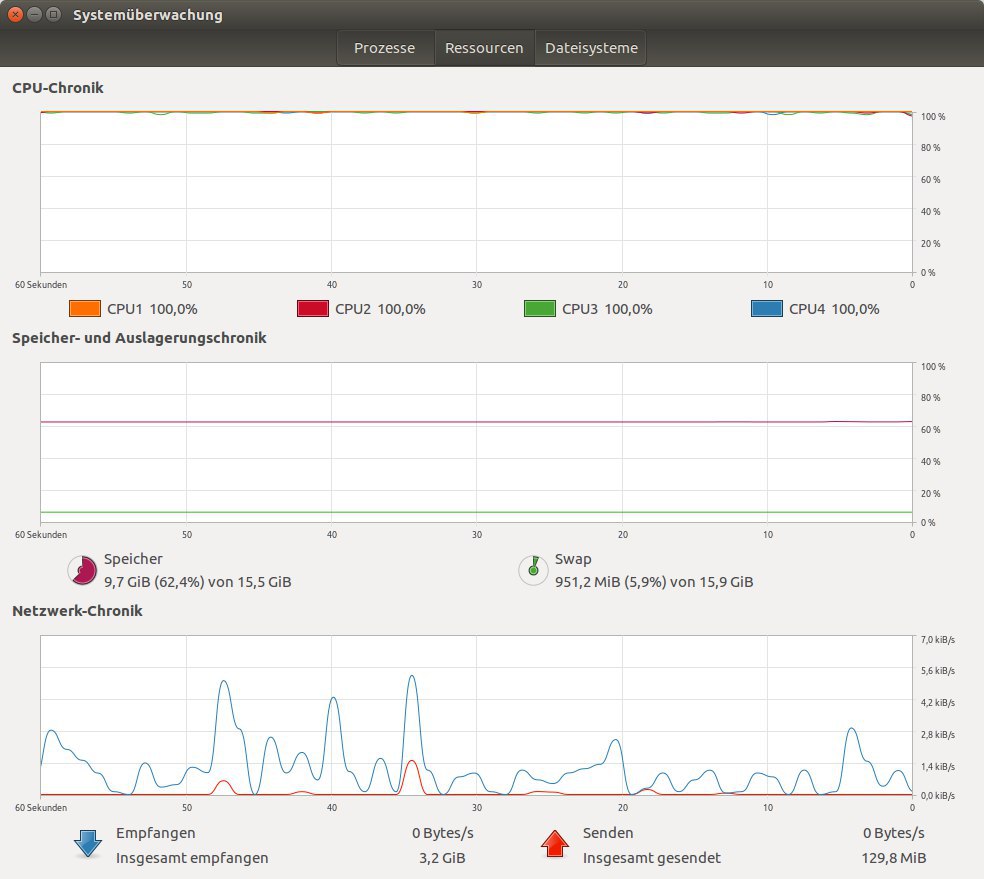 Systemüberwachung
Prozesse Ressourcen Dateisysteme
CPU-Chronik
100 %
80 %
60 %
40 %
20 %
0 %
60 Sekunden 50 40 30 20 10 0
CPU1 100,0% CPU2 100,0% CPU3 100,0% CPU4 100,0%
Speicher- und Auslagerungschronik
100 %
80 %
60 %
40 %
20 %
0 %
60 Sekunden 50 40 30 20 10 0
Speicher Swap
9,7 GiB (62,4%) von 15,5 GiB 951,2 MiB (5,9%) von 15,9 GiB
Netzwerk-Chronik
7,0 kiB/s
5,6 kiB/s
4,2 kiB/s
2,8 kiB/s
1,4 kiB/s
0,0 kiB/s
60 Sekunden 50 40 30 20 10 0
Empfangen 0 Bytes/s Senden 0 Bytes/s
Insgesamt empfangen 3,2 GiB Insgesamt gesendet 129,8 MiB